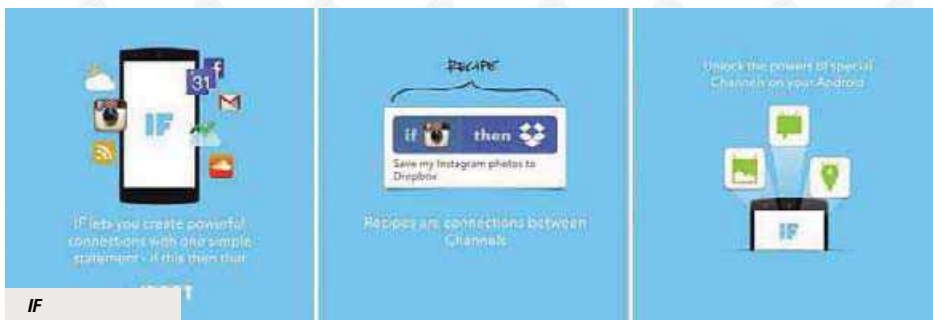 31
f
IF
IF lets you create powerful
connections with one simple
statement - if this then that
IF
RECIPE
if then
Save my Instagram photos to
Dropbox
Recipes are connections between
Channels
Unlock the powers of special
Channels on your Android
IF